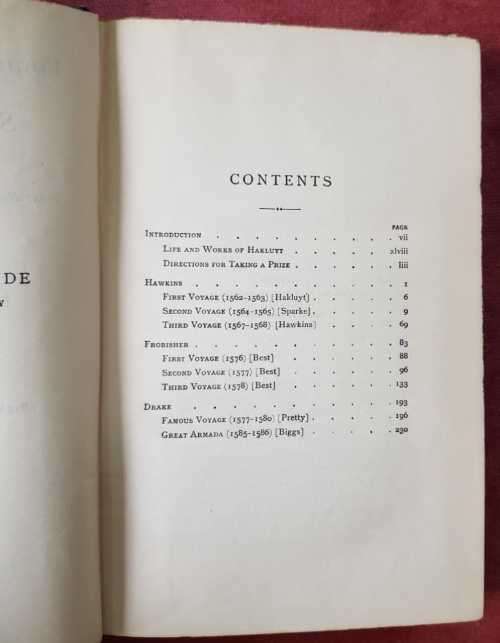 DE
CONTENTS
PAGE
INTRODUCTION . . . . . . . . . . vii
LIFE AND WORKS OF HAKLUYT . . . . . xlviii
DIRECTIONS FOR TAKING A PRIZE . . . . . liii
HAWKINS . . . . . . . . . . 1
FIRST VOYAGE (1562-1563) [Hakluyt] . . . . 6
SECOND VOYAGE (1564-1565) [Sparke] . . . . 9
THIRD VOYAGE (1567-1568) [Hawkins] . . . . 69
FROBISHER . . . . . . . . . . 83
FIRST VOYAGE (1576) [Best] . . . . . 88
SECOND VOYAGE (1577) [Best] . . . . . 96
THIRD VOYAGE (1578) [Best] . . . . . 133
DRAKE . . . . . . . . . 193
FAMOUS VOYAGE (1577-1580) [Pretty] . . . . 196
GREAT ARMADA (1585-1586) [Biggs] . . . . 230